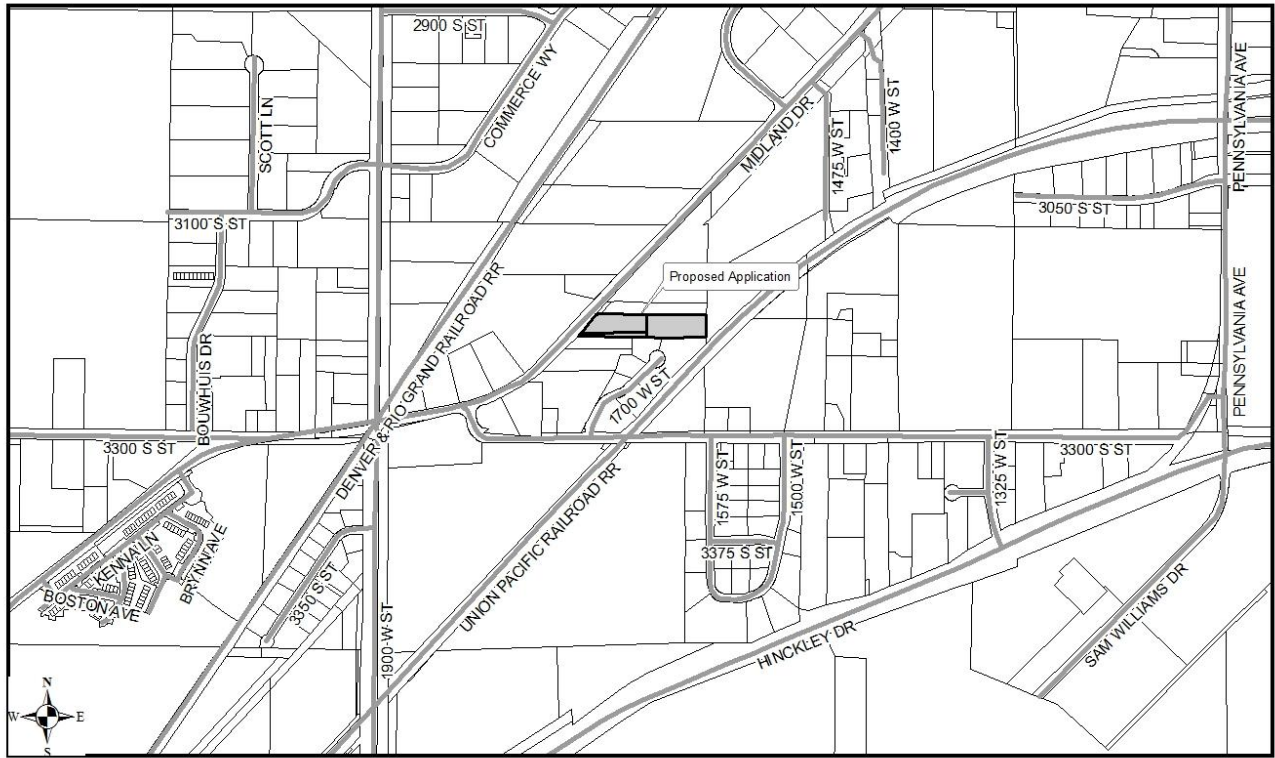 2900 S ST
COMMERCE WY
SCOTT LN
MIDLAND DR
1475 W ST
1400 W ST
PENNSYLVANIA AVE
3100 S ST
3050 S ST
Proposed Application
DENVER & RIO GRAND RAILROAD RR
BOUWHUIS DR
PENNSYLVANIA AVE
1700 W ST
3300 S ST
3300 S ST
1575 W ST
1500 W ST
1325 W ST
UNION PACIFIC RAILROAD RR
KENNA LN
BRYNN AVE
BOSTON AVE
3350 S ST
3375 S ST
1900 W ST
HINCKLEY DR
SAM WILLIAMS DR
N
W E
S